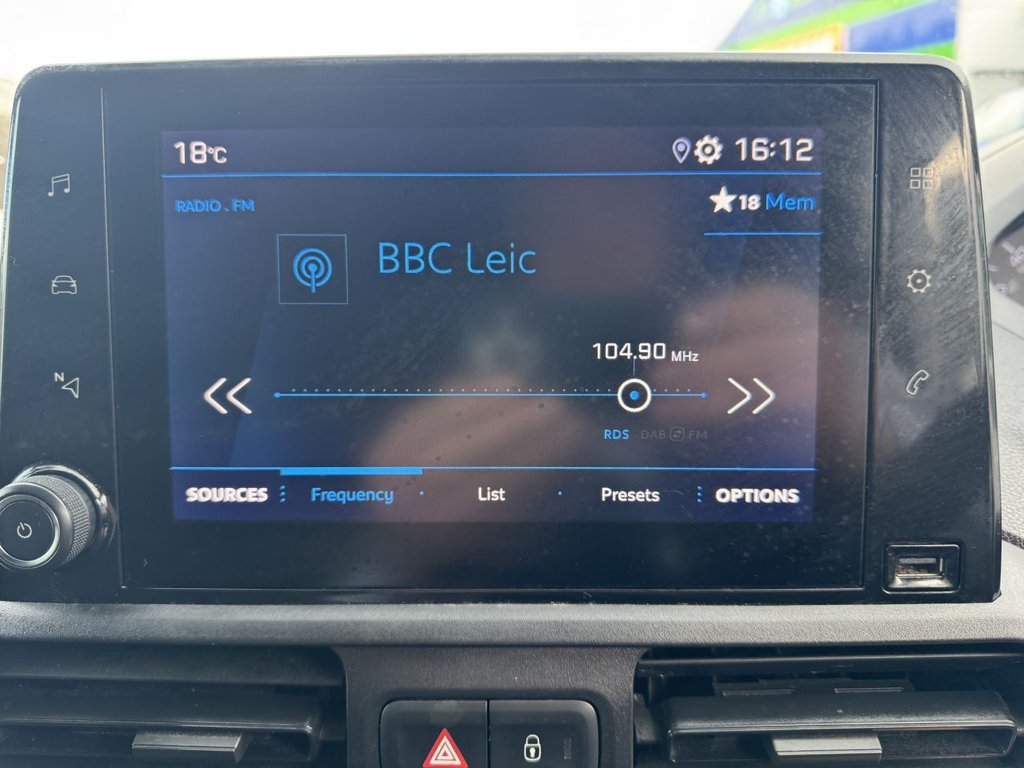 18°C 16:12
RADIO . FM ★18 Mem
BBC Leic
104.90 MHz
RDS DAB FM
SOURCES Frequency List Presets OPTIONS
N